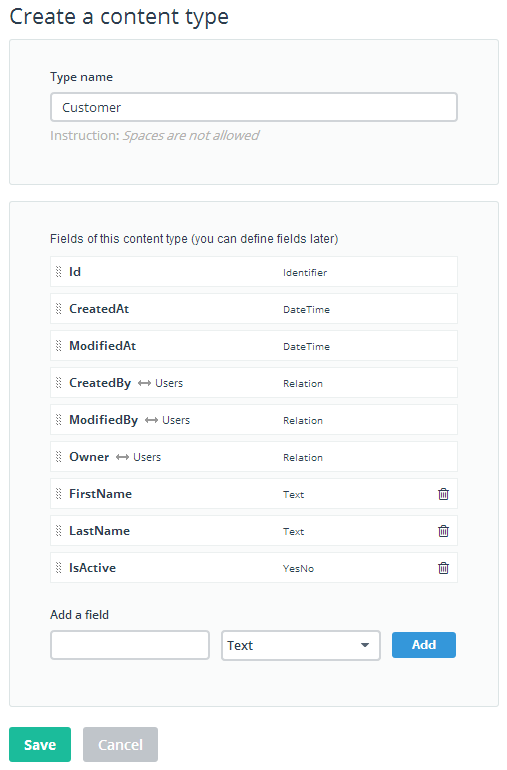 Create a content type
Type name
Customer
Instruction: Spaces are not allowed
Fields of this content type (you can define fields later)
Id Identifier
CreatedAt DateTime
ModifiedAt DateTime
CreatedBy ↔ Users Relation
ModifiedBy ↔ Users Relation
Owner ↔ Users Relation
FirstName Text
LastName Text
IsActive YesNo
Add a field
Text Add
Save Cancel